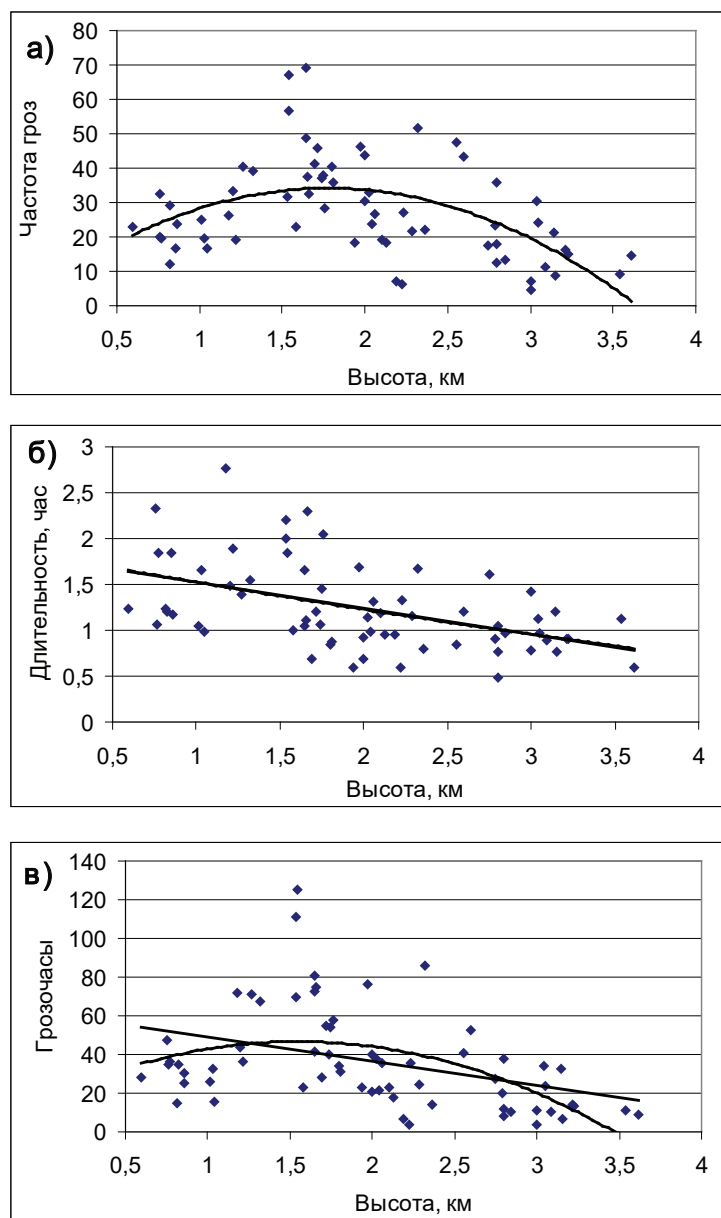 а)
Частота гроз
80
70
60
50
40
30
20
10
0
0,5 1 1,5 2 2,5 3 3,5 4
Высота, км
б)
Длительность, час
3
2,5
2
1,5
1
0,5
0
0,5 1 1,5 2 2,5 3 3,5 4
Высота, км
в)
Грозочасы
140
120
100
80
60
40
20
0
0,5 1 1,5 2 2,5 3 3,5 4
Высота, км